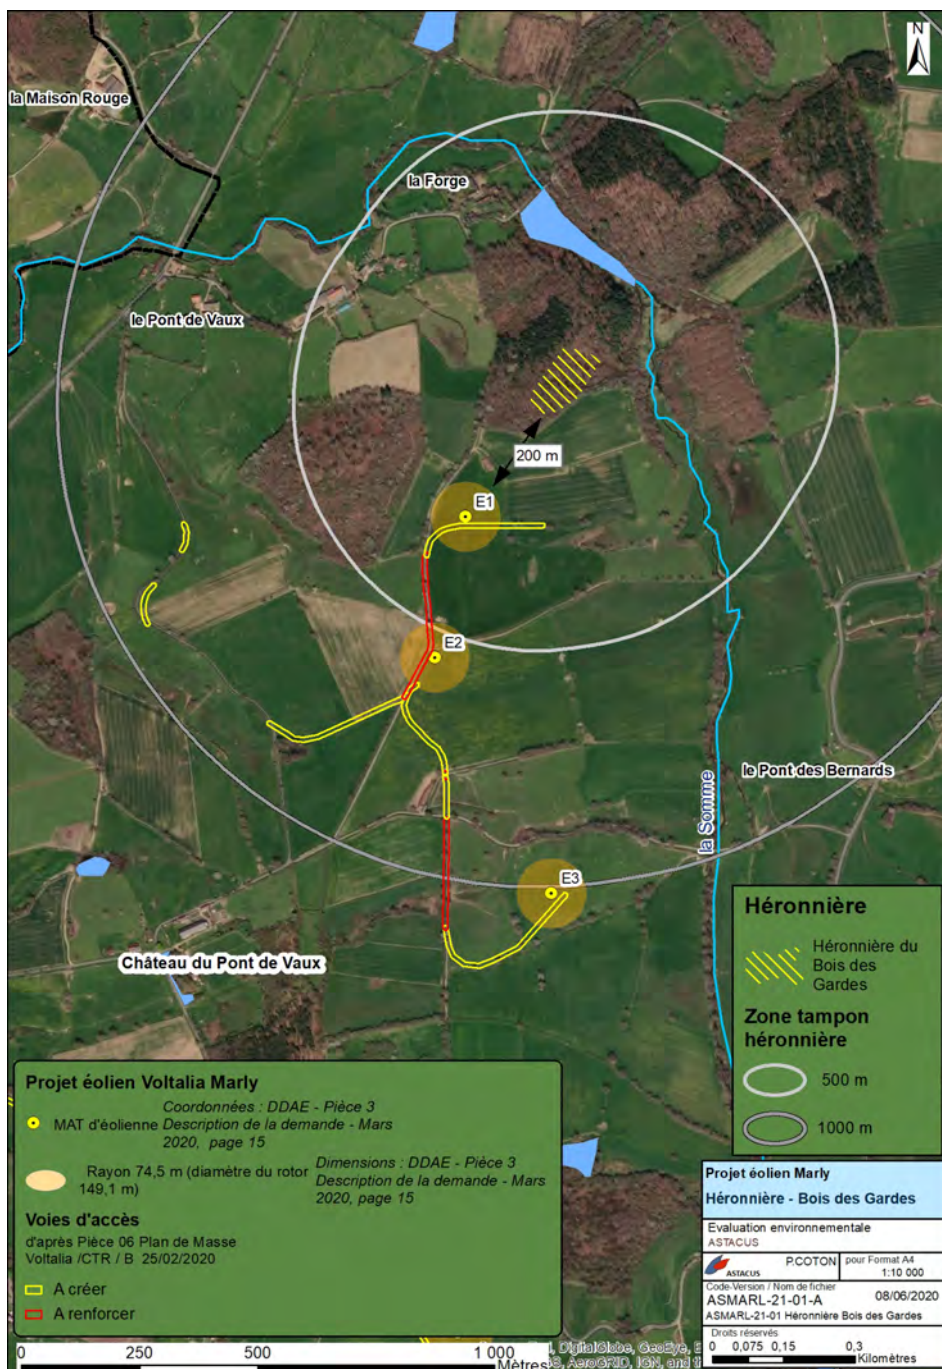 N
la Maison Rouge
la Forge
le Pont de Vaux
200 m
E1
E2
le Pont des Bernards
la Somme
E3
Château du Pont de Vaux
Héronnière
Héronnière du
Bois des
Gardes
Zone tampon
héronnière
500 m
1000 m
Projet éolien Voltalia Marly
MAT d'éolienne
Coordonnées : DDAE - Pièce 3
Description de la demande - Mars
2020, page 15
Rayon 74,5 m (diamètre du rotor
149,1 m)
Dimensions : DDAE - Pièce 3
Description de la demande - Mars
2020, page 15
Voies d'accès
d'après Pièce 06 Plan de Masse
Voltalia /CTR / B 25/02/2020
A créer
A renforcer
Projet éolien Marly
Héronnière - Bois des Gardes
Evaluation environnementale
ASTACUS
ASTACUS
P.COTON
pour Format A4
1:10 000
Code-Version / Nom de fichier
ASMARL-21-01-A
08/06/2020
ASMARL-21-01 Héronnière Bois des Gardes
Droits réservés
0 0,075 0,15 0,3
Kilomètres
0 250 500 1 000
Mètres
DigitalGlobe, GeoEye,
AeroGRID, IGN, and